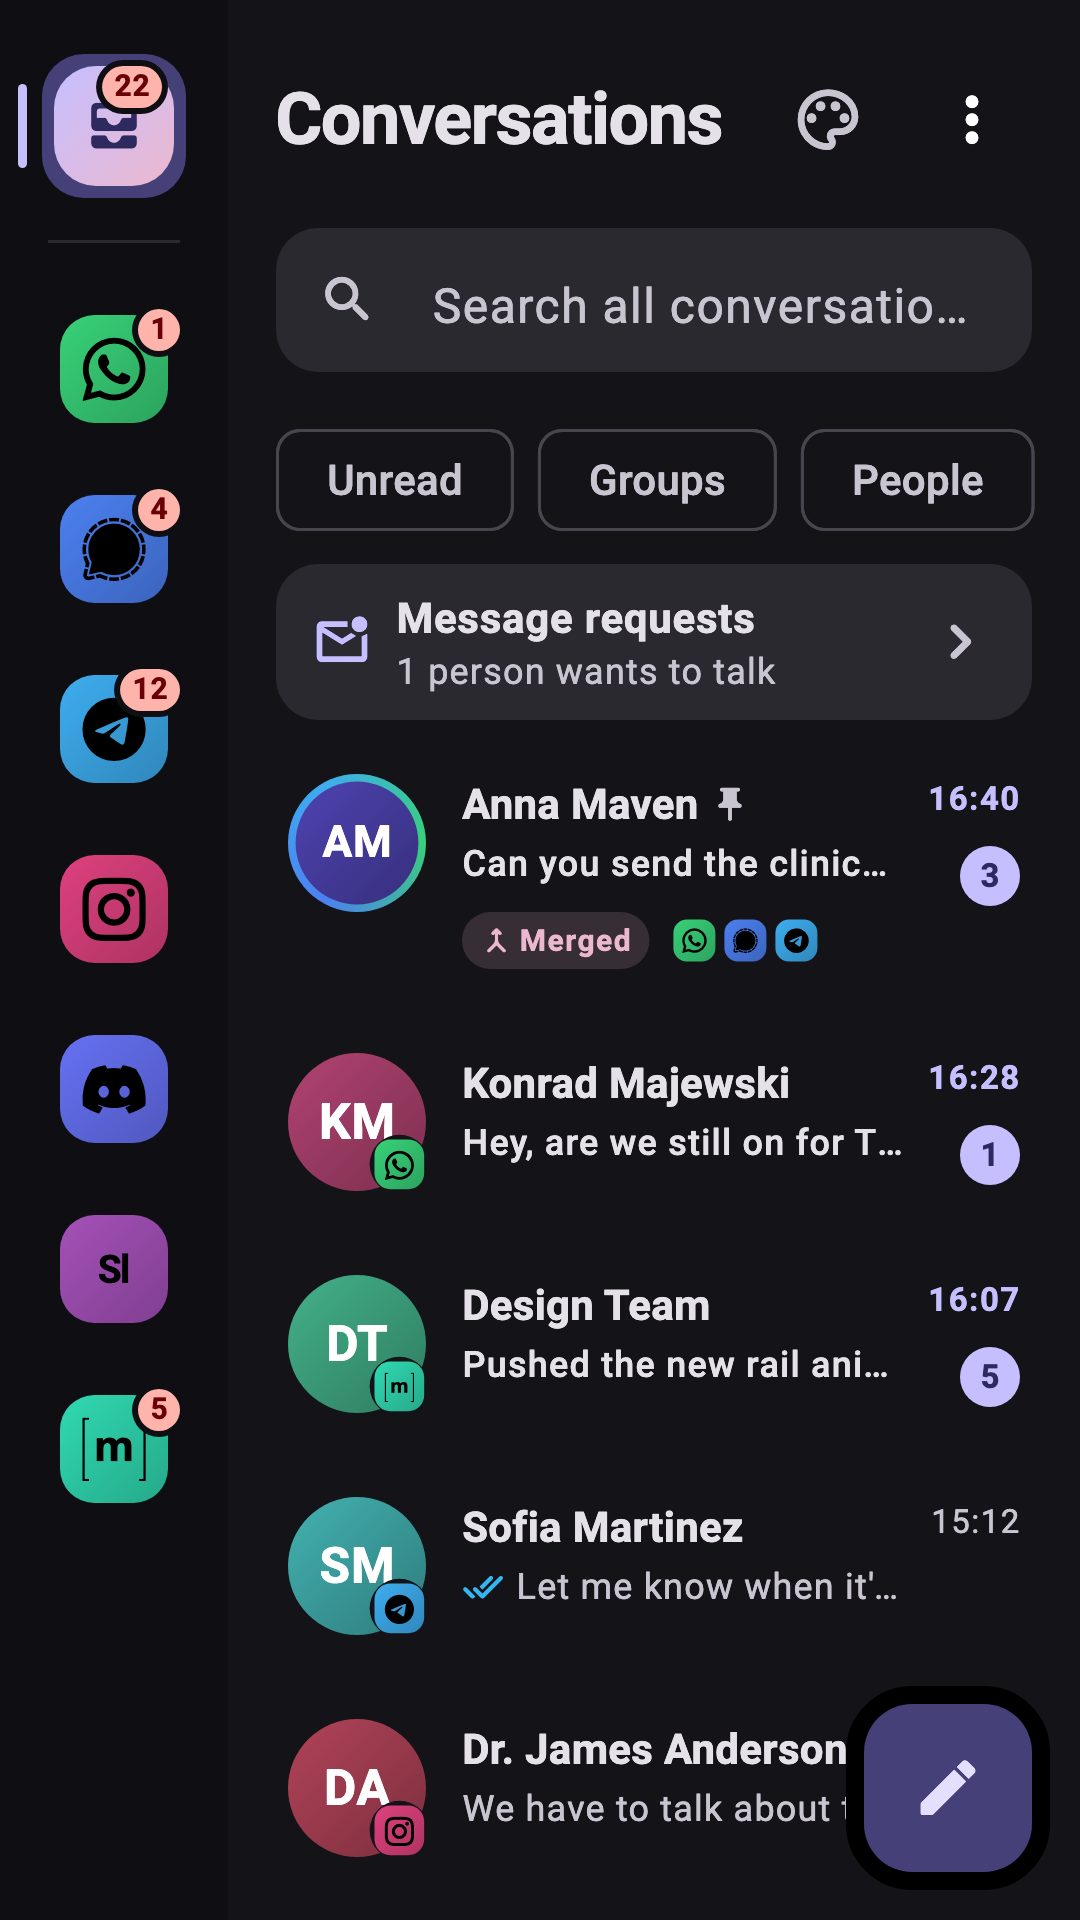 22
Conversations
Search all conversatio…
1
Unread
Groups
People
4
Message requests
1 person wants to talk
12
AM
Anna Maven
16:40
Can you send the clinic…
3
Merged
KM
Konrad Majewski
16:28
Hey, are we still on for T…
1
SI
DT
Design Team
16:07
Pushed the new rail ani…
5
[m]
5
[m]
SM
Sofia Martinez
15:12
Let me know when it'…
DA
Dr. James Anderson
We have to talk about